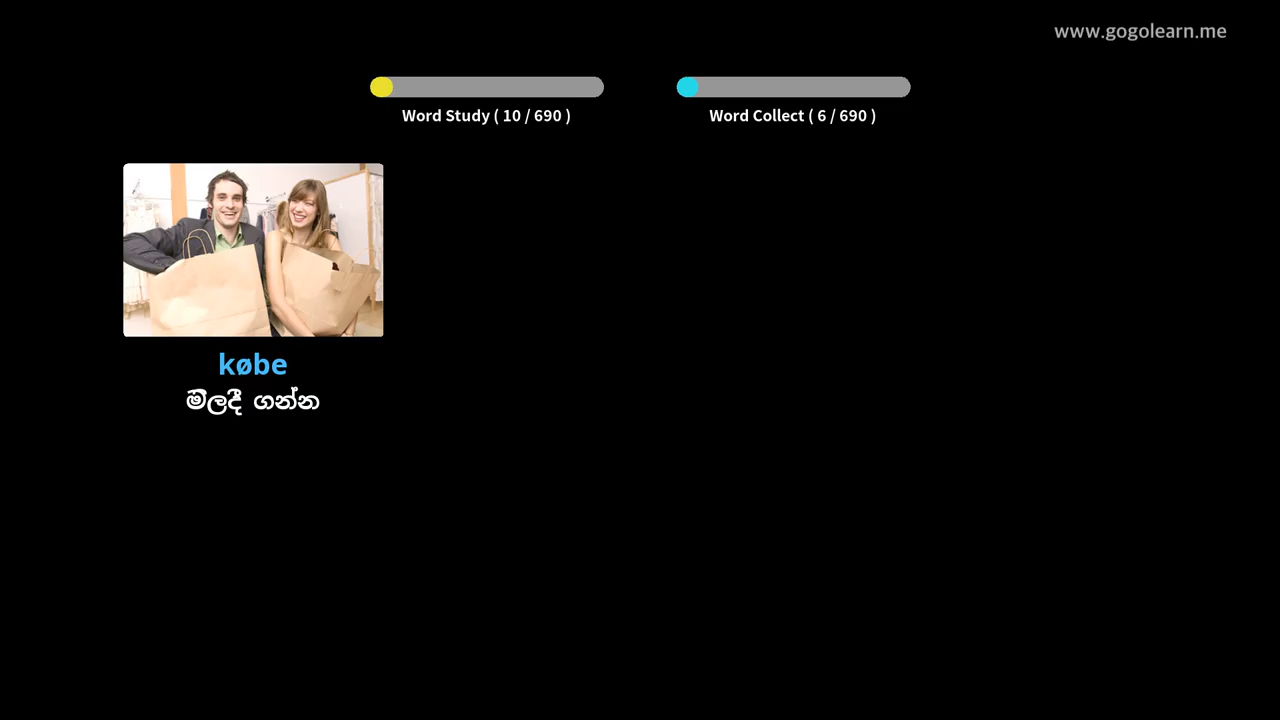 www.gogolearn.me
Word Study ( 10 / 690 )
Word Collect ( 6 / 690 )
købe
මිලදී ගන්න